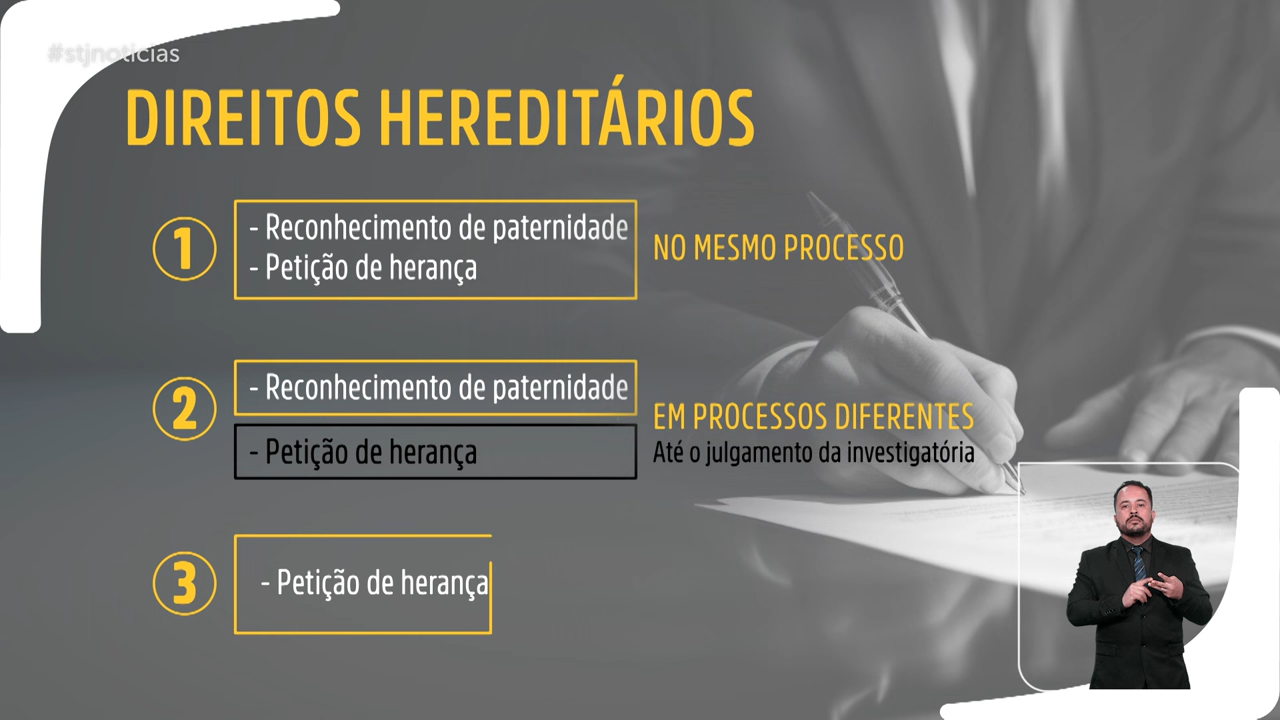 #stjnoticias
DIREITOS HEREDITÁRIOS
1
- Reconhecimento de paternidade
- Petição de herança
NO MESMO PROCESSO
2
- Reconhecimento de paternidade
- Petição de herança
EM PROCESSOS DIFERENTES
Até o julgamento da investigatória
3
- Petição de herança